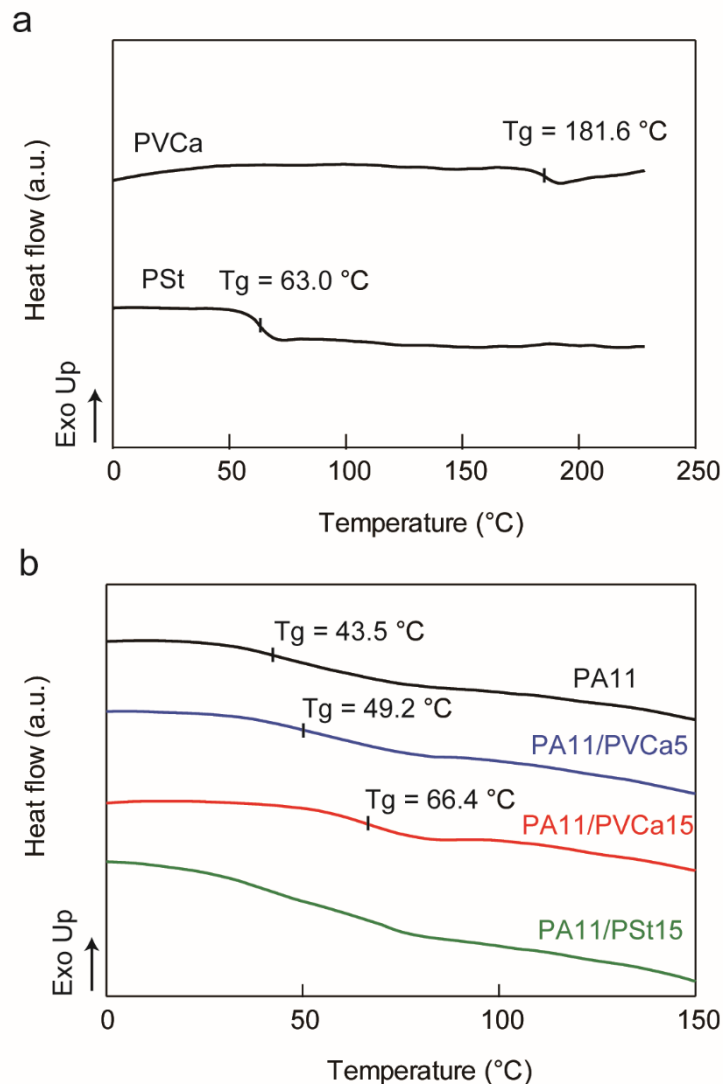 a
PVCa
Tg = 181.6 °C
PSt
Tg = 63.0 °C
Heat flow (a.u.)
Exo Up
0 50 100 150 200 250
Temperature (°C)
b
Tg = 43.5 °C
PA11
Tg = 49.2 °C
PA11/PVCa5
Tg = 66.4 °C
PA11/PVCa15
PA11/PSt15
Heat flow (a.u.)
Exo Up
0 50 100 150
Temperature (°C)